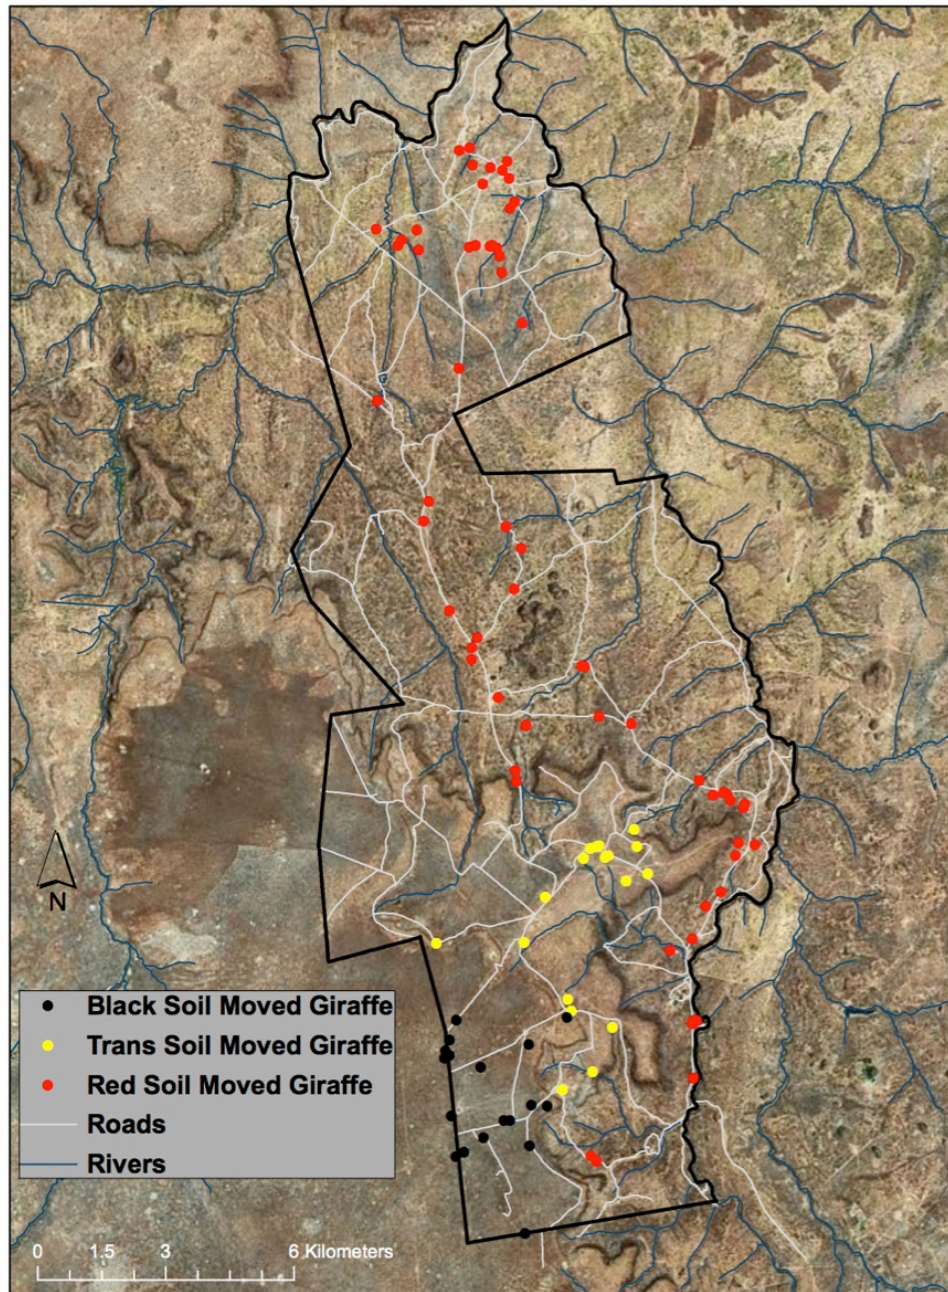 N
Black Soil Moved Giraffe
Trans Soil Moved Giraffe
Red Soil Moved Giraffe
Roads
Rivers
0 1.5 3 6 Kilometers